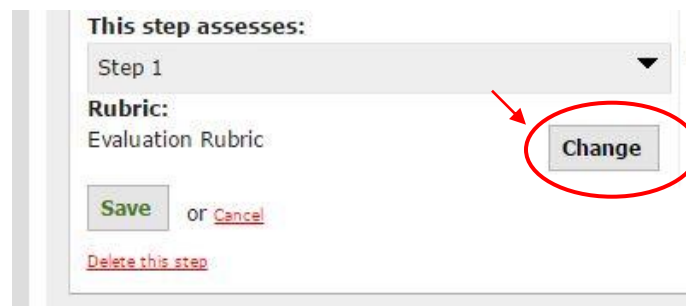 This step assesses:
Step 1
Rubric:
Evaluation Rubric
Change
Save or Cancel
Delete this step